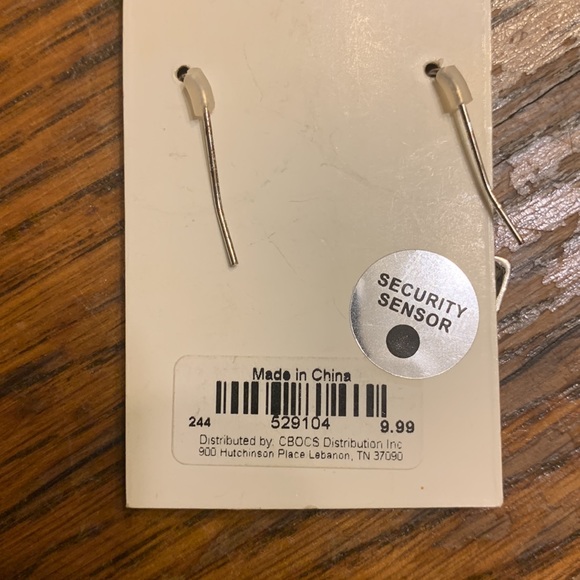 SECURITY
SENSOR
Made in China
244 529104 9.99
Distributed by. CBOCS Distribution Inc
900 Hutchinson Place Lebanon, TN 37090